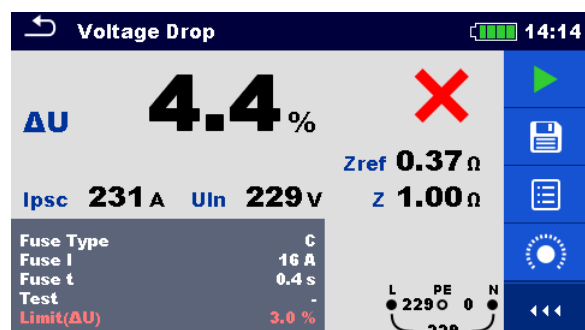 Voltage Drop 14:14
ΔU 4.4 %
Zref 0.37 Ω
Ipsc 231 A Uln 229 V Z 1.00 Ω
Fuse Type C
Fuse I 16 A
Fuse t 0.4 s
Test -
Limit(ΔU) 3.0 %
L PE N
229 0
229